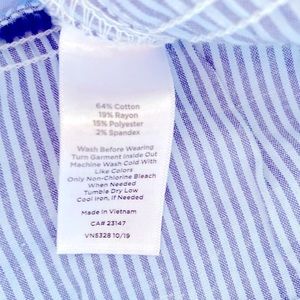 64% Cotton
19% Rayon
15% Polyester
2% Spandex
Wash Before Wearing
Turn Garment Inside Out
Machine Wash Cold With
Like Colors
Only Non-Chlorine Bleach
When Needed
Tumble Dry Low
Cool Iron, If Needed
Made in Vietnam
CA# 23147
VN5328 10/19